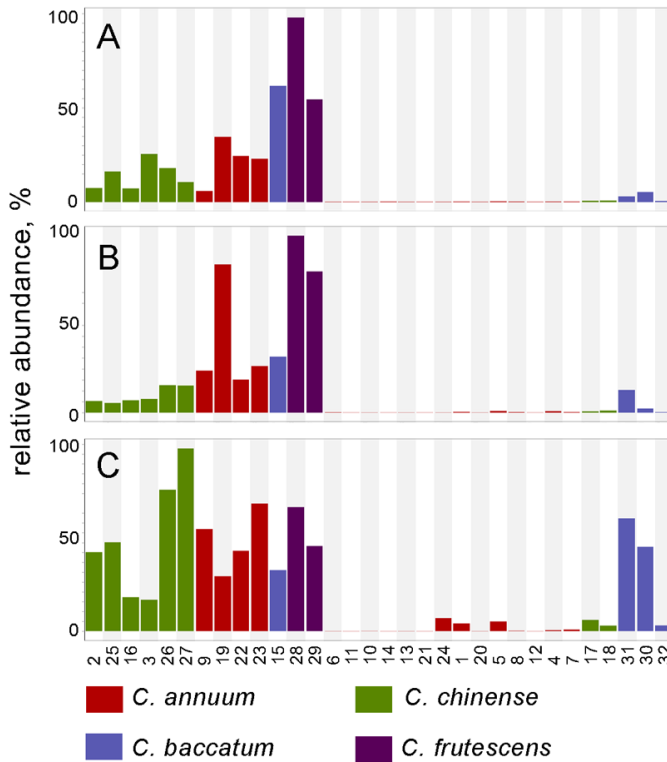 relative abundance, %
A
100
50
0
B
100
50
0
C
100
50
0
2 25 16 3 26 27 9 19 22 23 15 28 29 6 11 10 14 13 21 24 1 20 5 8 12 4 7 17 18 31 30 32
C. annuum C. chinense
C. baccatum C. frutescens